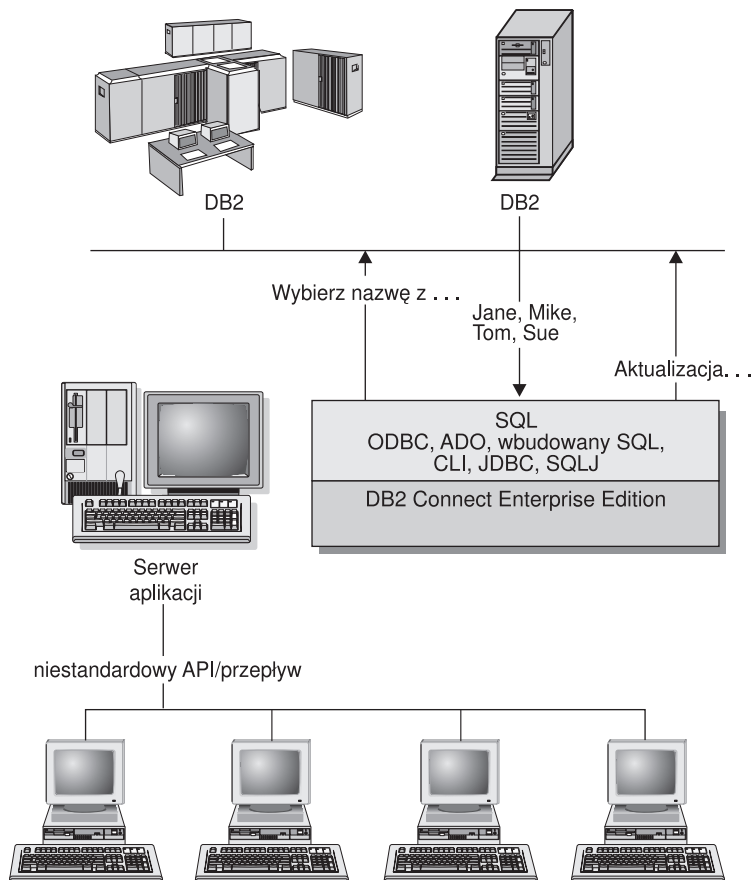 DB2
DB2
Wybierz nazwę z . . .
Jane, Mike,
Tom, Sue
Aktualizacja. . .
SQL
ODBC, ADO, wbudowany SQL,
CLI, JDBC, SQLJ
DB2 Connect Enterprise Edition
Serwer
aplikacji
niestandardowy API/przepływ